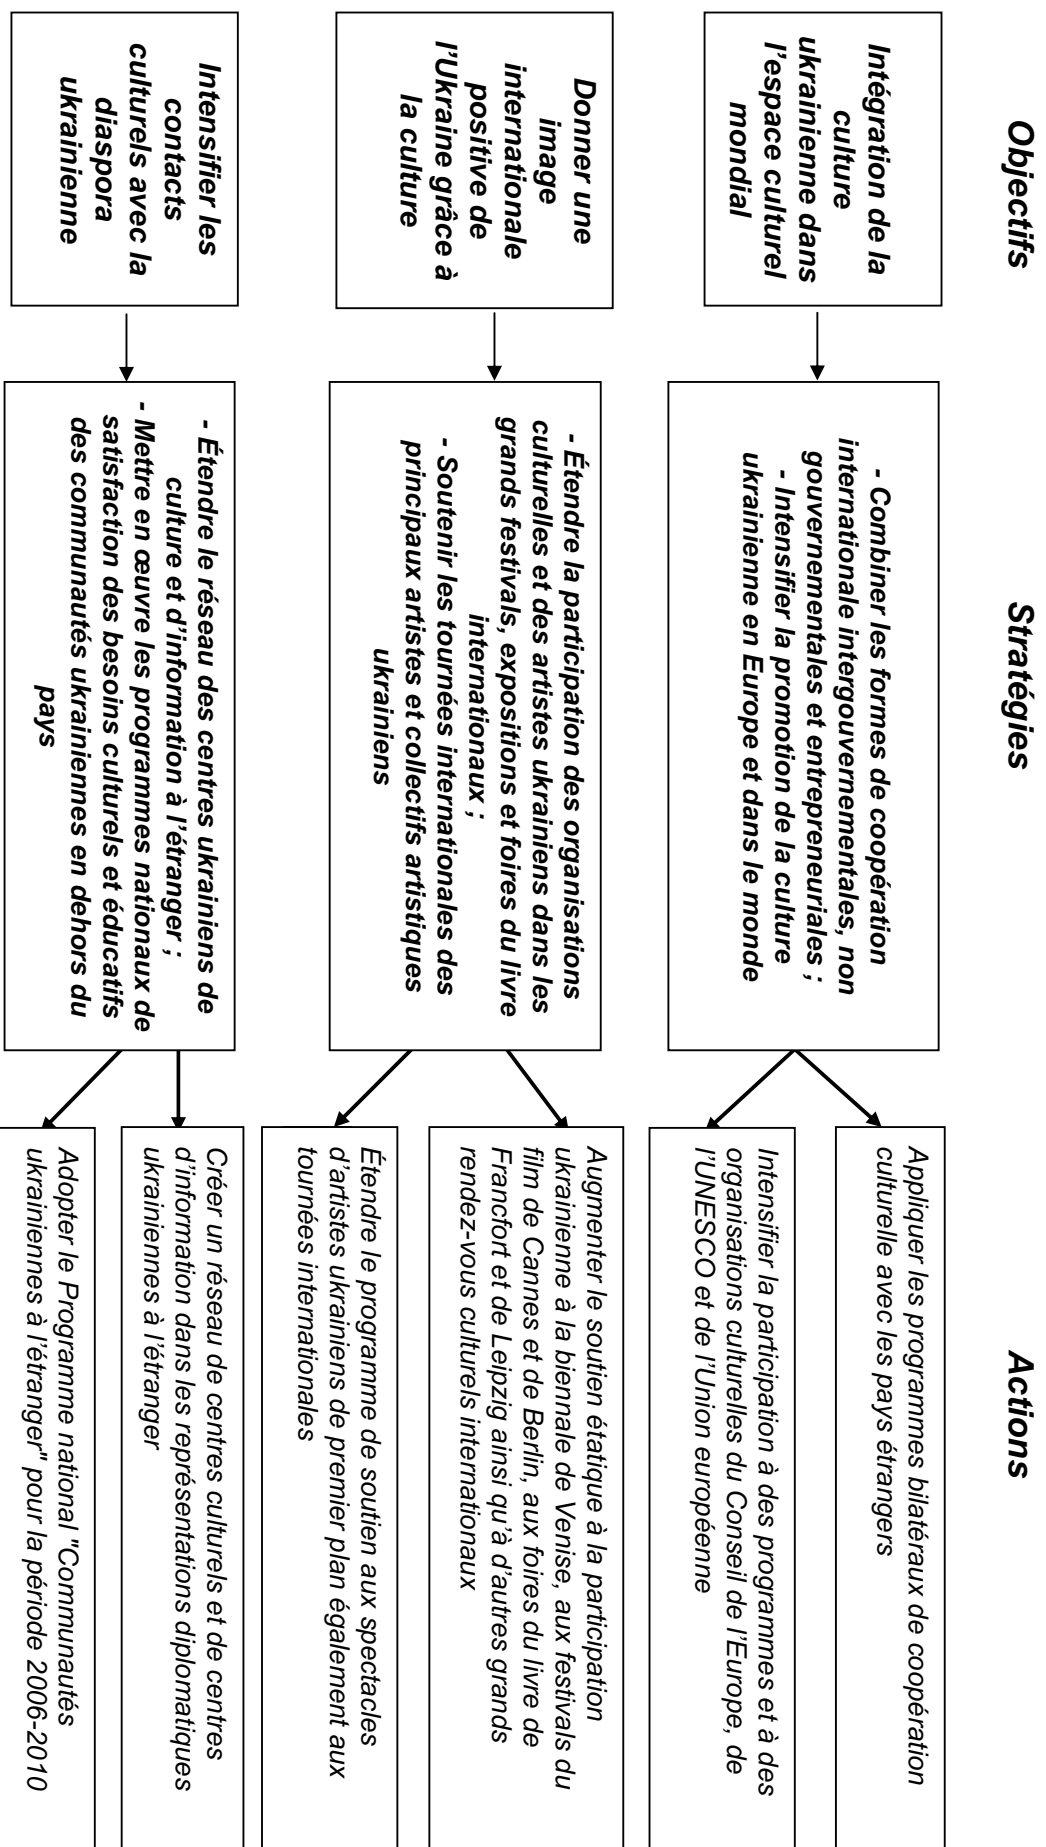 Objectifs
Stratégies
Actions
Intégration de la
culture
ukrainienne dans
l'espace culturel
mondial
- Combiner les formes de coopération
internationale intergouvernementales, non
gouvernementales et entrepreneuriales ;
- Intensifier la promotion de la culture
ukrainienne en Europe et dans le monde
Appliquer les programmes bilatéraux de coopération
culturelle avec les pays étrangers
Intensifier la participation à des programmes et à des
organisations culturelles du Conseil de l'Europe, de
l'UNESCO et de l'Union européenne
Donner une
image
internationale
positive de
l'Ukraine grâce à
la culture
- Étendre la participation des organisations
culturelles et des artistes ukrainiens dans les
grands festivals, expositions et foires du livre
internationaux ;
- Soutenir les tournées internationales des
principaux artistes et collectifs artistiques
ukrainiens
Augmenter le soutien étatique à la participation
ukrainienne à la biennale de Venise, aux festivals du
film de Cannes et de Berlin, aux foires du livre de
Francfort et de Leipzig ainsi qu'à d'autres grands
rendez-vous culturels internationaux
Étendre le programme de soutien aux spectacles
d'artistes ukrainiens de premier plan également aux
tournées internationales
Intensifier les
contacts
culturels avec la
diaspora
ukrainienne
- Étendre le réseau des centres ukrainiens de
culture et d'information à l'étranger ;
- Mettre en œuvre les programmes nationaux de
satisfaction des besoins culturels et éducatifs
des communautés ukrainiennes en dehors du
pays
Créer un réseau de centres culturels et de centres
d'information dans les représentations diplomatiques
ukrainiennes à l'étranger
Adopter le Programme national "Communautés
ukrainiennes à l'étranger" pour la période 2006-2010